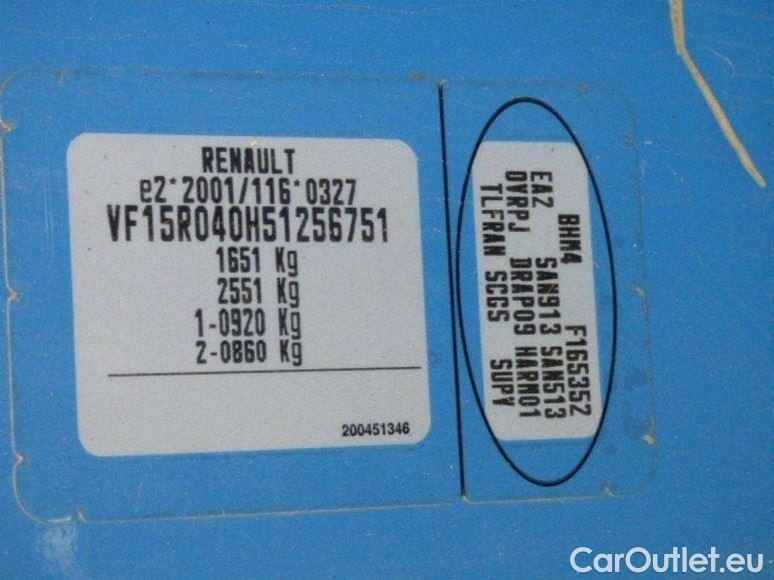 RENAULT
e2*2001/116*0327
VF15R040H51256751
1651 Kg
2551 Kg
1-0920 Kg
2-0860 Kg
200451346
BHM4 F165352
EA2 SAN913 SAN513
DVRPJ DRAP09 HARM01
TLFRAN SCGS SUPV
CarOutlet.eu